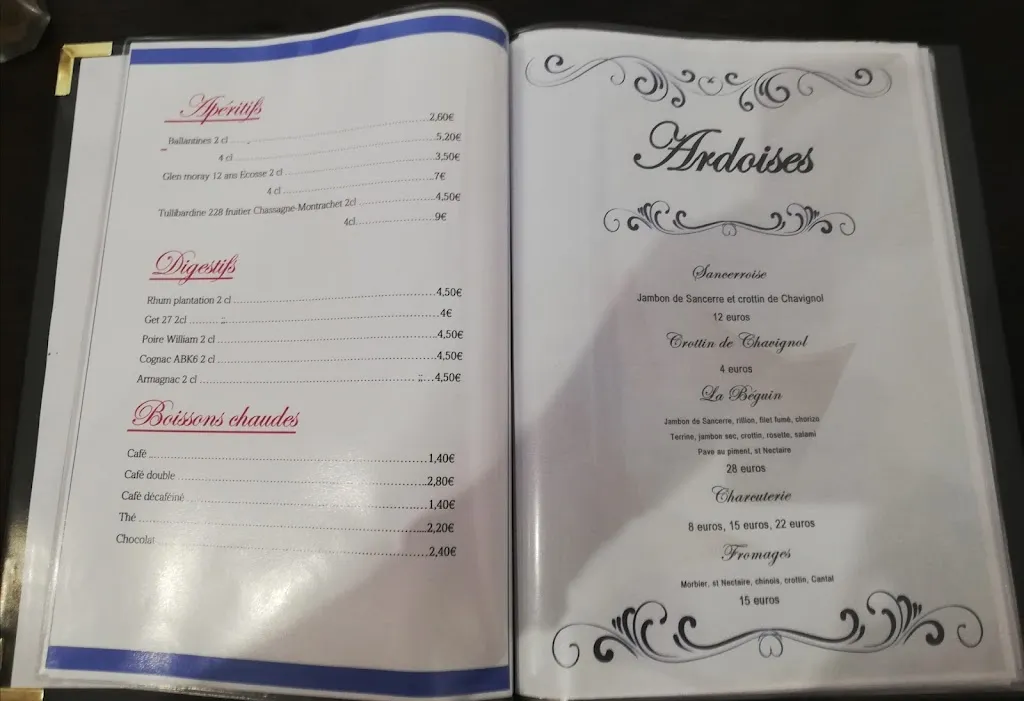 Apéritifs
Ballantines 2 cl ........ 2,60€
4 cl ........ 5,20€
Glen moray 12 ans Ecosse 2 cl ........ 3,50€
4 cl ........ 7€
Tullibardine 228 fruitier Chassagne-Montrachet 2cl ........ 4,50€
4cl ........ 9€
Digestifs
Rhum plantation 2 cl ........ 4,50€
Get 27 2cl ........ 4€
Poire William 2 cl ........ 4,50€
Cognac ABK6 2 cl ........ 4,50€
Armagnac 2 cl ........ 4,50€
Boissons chaudes
Café ........ 1,40€
Café double ........ 2,80€
Café décaféiné ........ 1,40€
Thé ........ 2,20€
Chocolat ........ 2,40€
Ardoises
Sancerroise
Jambon de Sancerre et crottin de Chavignol
12 euros
Crottin de Chavignol
4 euros
La Béguin
Jambon de Sancerre, rillion, filet fumé, chorizo
Terrine, jambon sec, crottin, rosette, salami
Pave au piment, st Nectaire
28 euros
Charcuterie
8 euros, 15 euros, 22 euros
Fromages
Morbier, st Nectaire, chinois, crottin, Cantal
15 euros